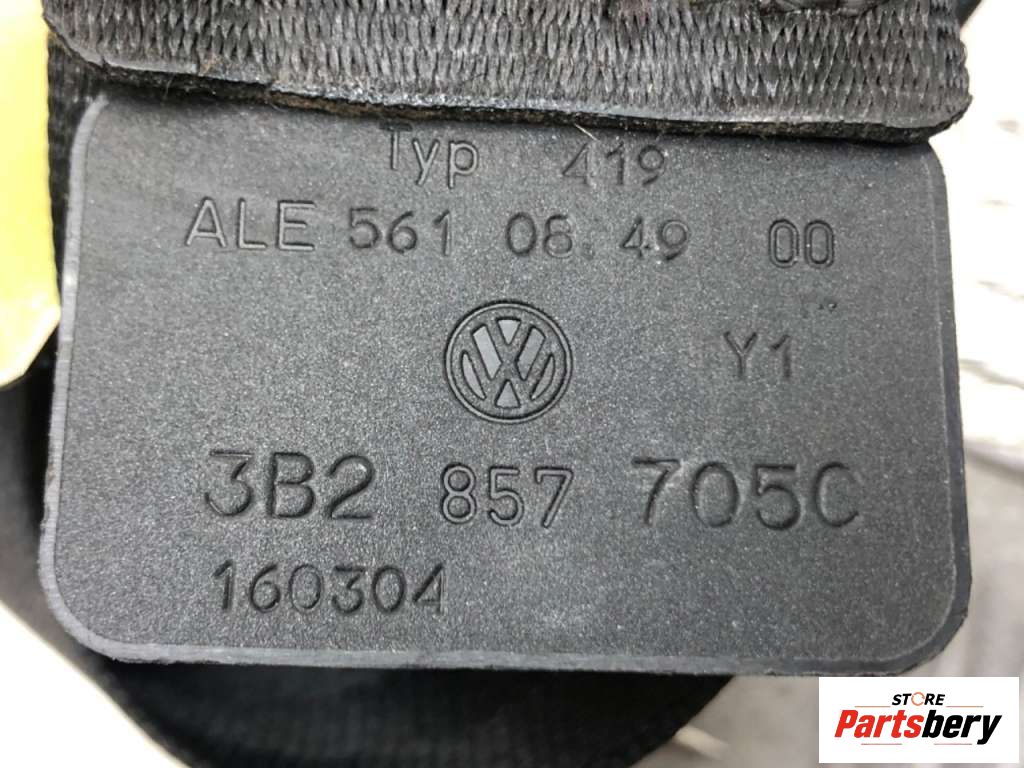 Typ 419
ALE 561 08.49 00
Y1
3B2 857 705C
160304
STORE
Partsbery